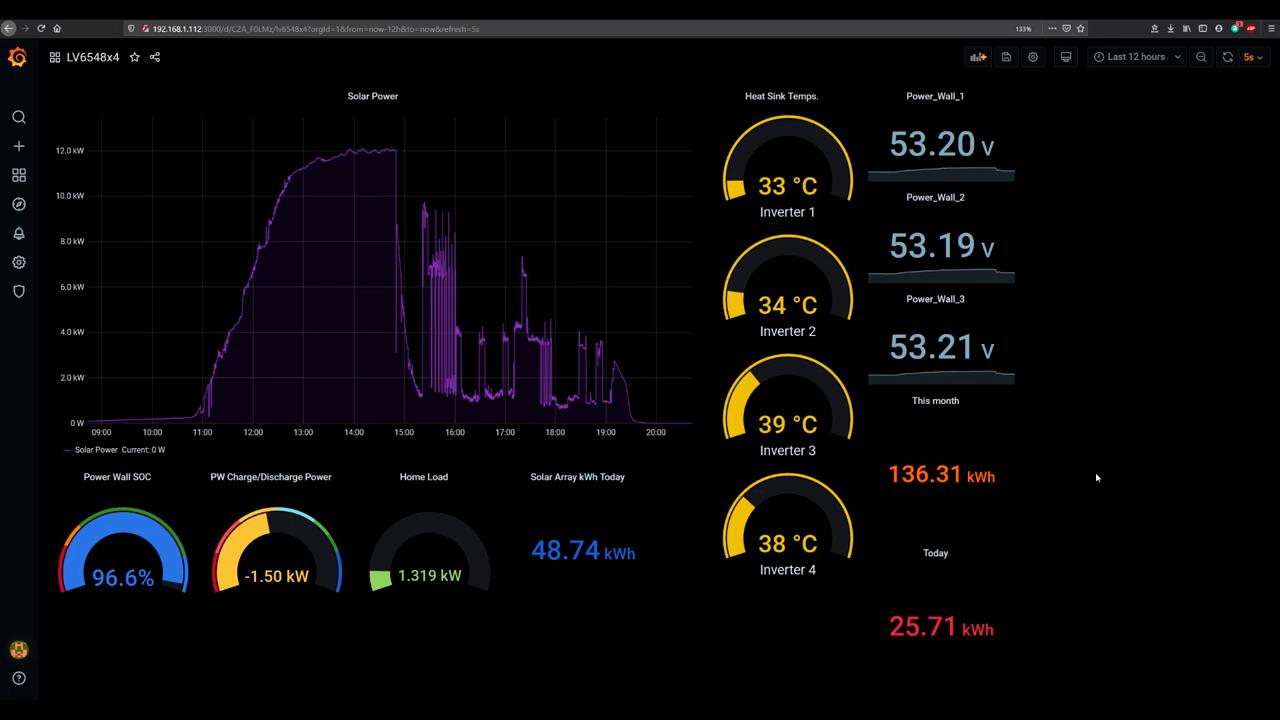 192.168.1.112:3000/d/CZA_F0LMz/lv6548x4?orgId=1&from=now-12h&to=now&refresh=5s
133%
LV6548x4
Last 12 hours
5s
Solar Power
12.0 kW
10.0 kW
8.0 kW
6.0 kW
4.0 kW
2.0 kW
0 W
09:00 10:00 11:00 12:00 13:00 14:00 15:00 16:00 17:00 18:00 19:00 20:00
Solar Power Current: 0 W
Power Wall SOC
96.6%
PW Charge/Discharge Power
-1.50 kW
Home Load
1.319 kW
Solar Array kWh Today
48.74 kWh
Heat Sink Temps.
33 °C
Inverter 1
34 °C
Inverter 2
39 °C
Inverter 3
38 °C
Inverter 4
Power_Wall_1
53.20 V
Power_Wall_2
53.19 V
Power_Wall_3
53.21 V
This month
136.31 kWh
Today
25.71 kWh